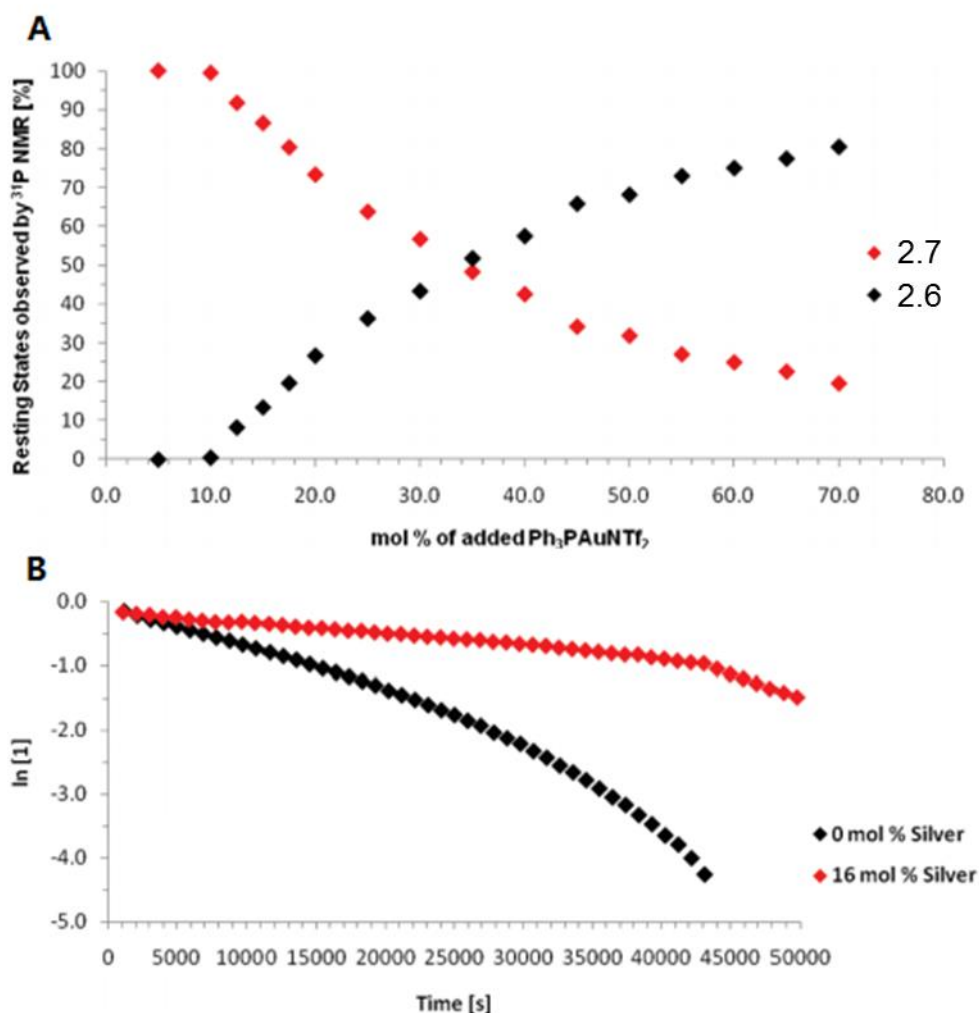 A
Resting States observed by ³¹P NMR [%]
100
90
80
70
60
50
40
30
20
10
0
0.0 10.0 20.0 30.0 40.0 50.0 60.0 70.0 80.0
mol % of added Ph₃PAuNTf₂
2.7
2.6
B
ln [1]
0.0
-1.0
-2.0
-3.0
-4.0
-5.0
0 5000 10000 15000 20000 25000 30000 35000 40000 45000 50000
Time [s]
0 mol % Silver
16 mol % Silver